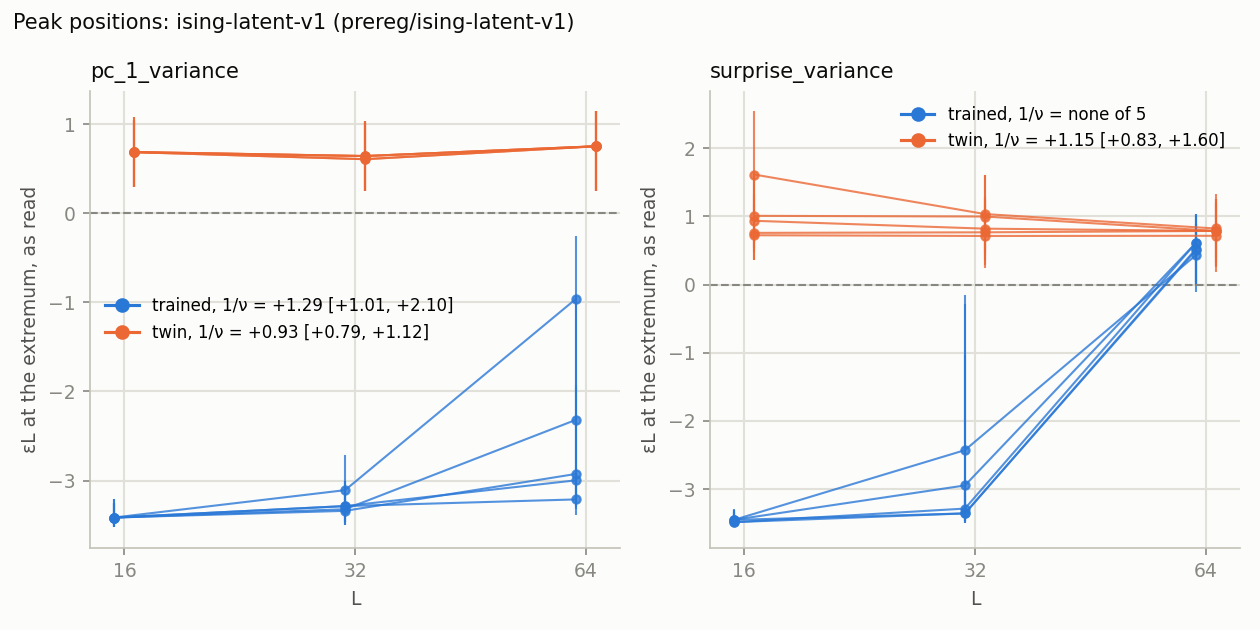 Peak positions: ising-latent-v1 (prereg/ising-latent-v1)
pc_1_variance
εL at the extremum, as read
1
0
−1
−2
−3
trained, 1/ν = +1.29 [+1.01, +2.10]
twin, 1/ν = +0.93 [+0.79, +1.12]
16
32
64
L
surprise_variance
εL at the extremum, as read
2
1
0
−1
−2
−3
trained, 1/ν = none of 5
twin, 1/ν = +1.15 [+0.83, +1.60]
16
32
64
L